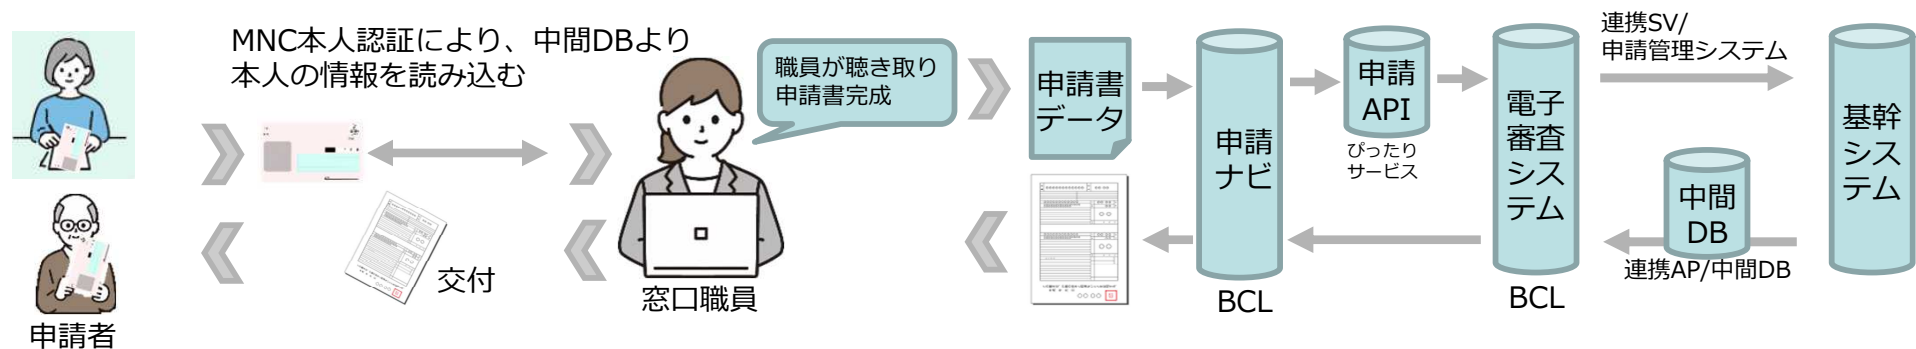 MNC本人認証により、中間DBより
本人の情報を読み込む
職員が聴き取り
申請書完成
申請者
交付
窓口職員
申請書
データ
申請
ナビ
BCL
申請
API
ぴったり
サービス
電子
審査
シス
テム
BCL
連携SV/
申請管理システム
中間
DB
連携AP/中間DB
基幹
シス
テム